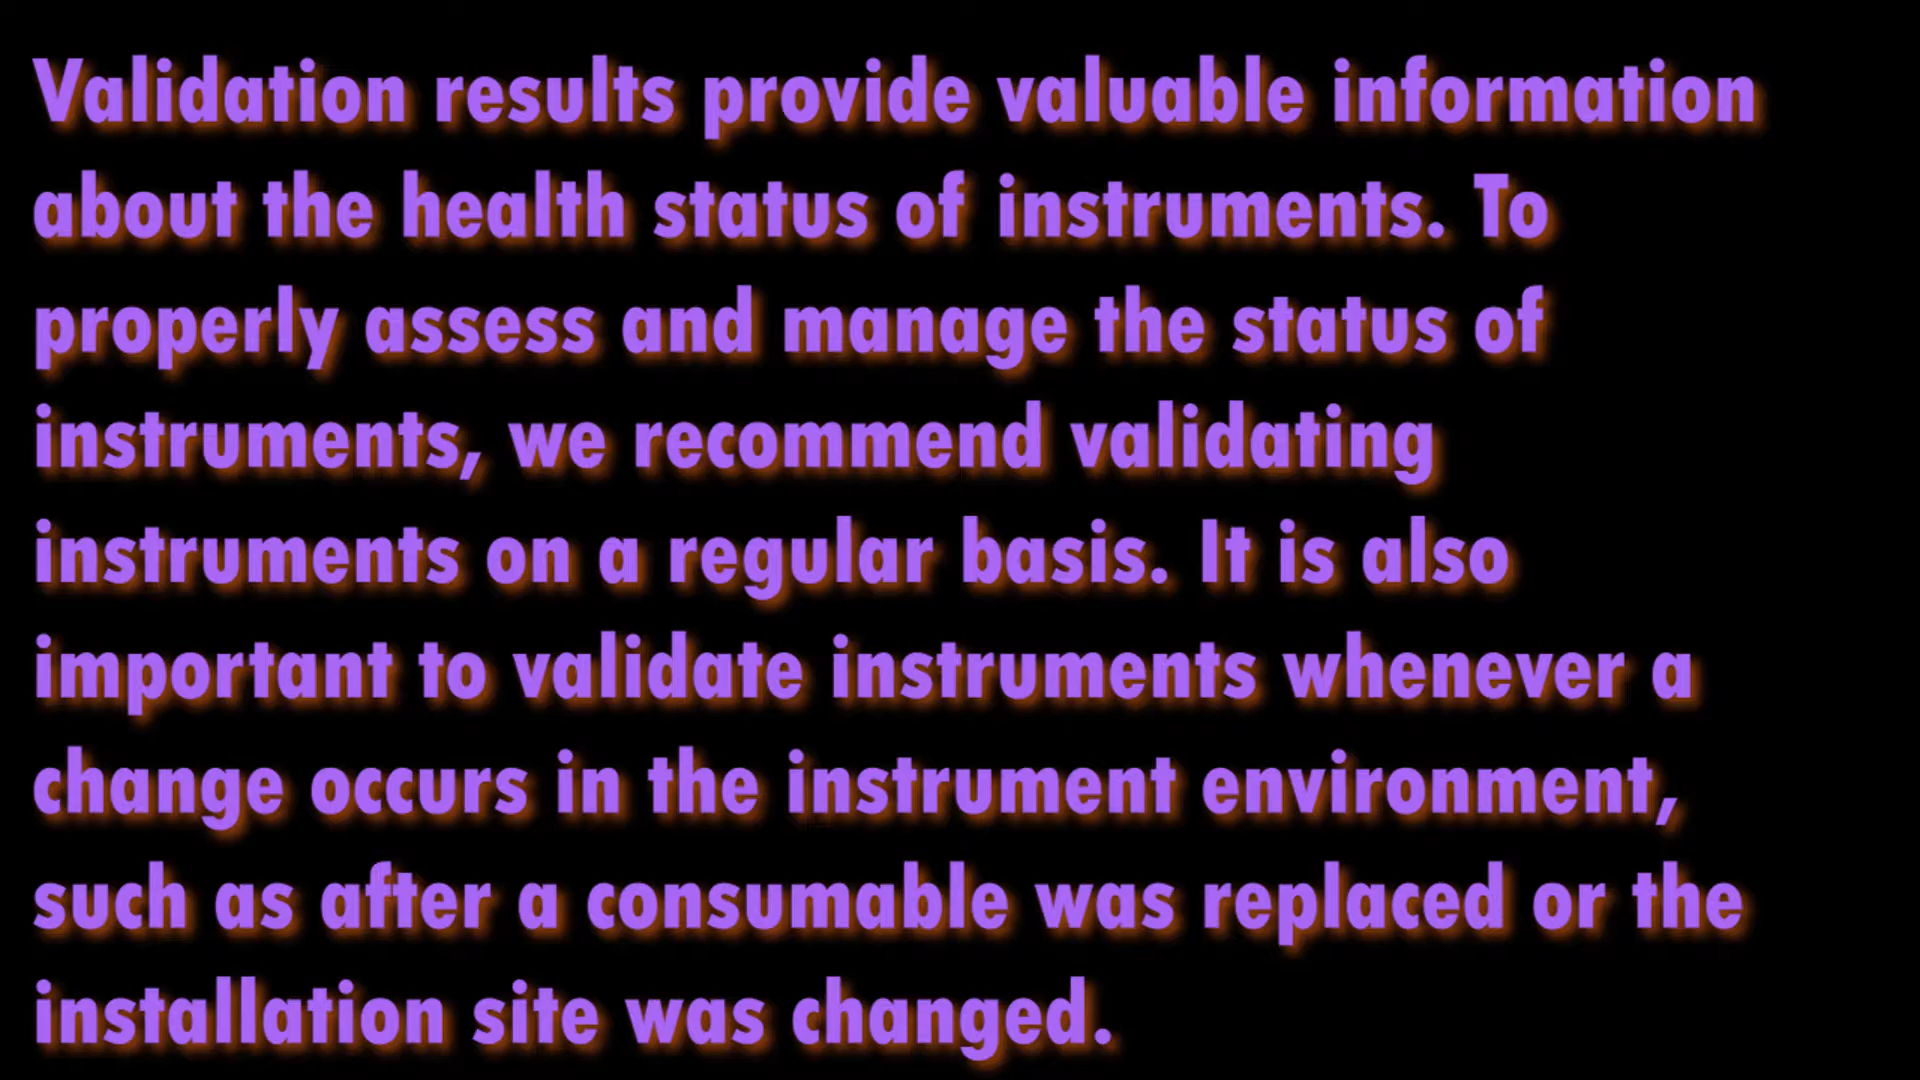 Validation results provide valuable information
about the health status of instruments. To
properly assess and manage the status of
instruments, we recommend validating
instruments on a regular basis. It is also
important to validate instruments whenever a
change occurs in the instrument environment,
such as after a consumable was replaced or the
installation site was changed.